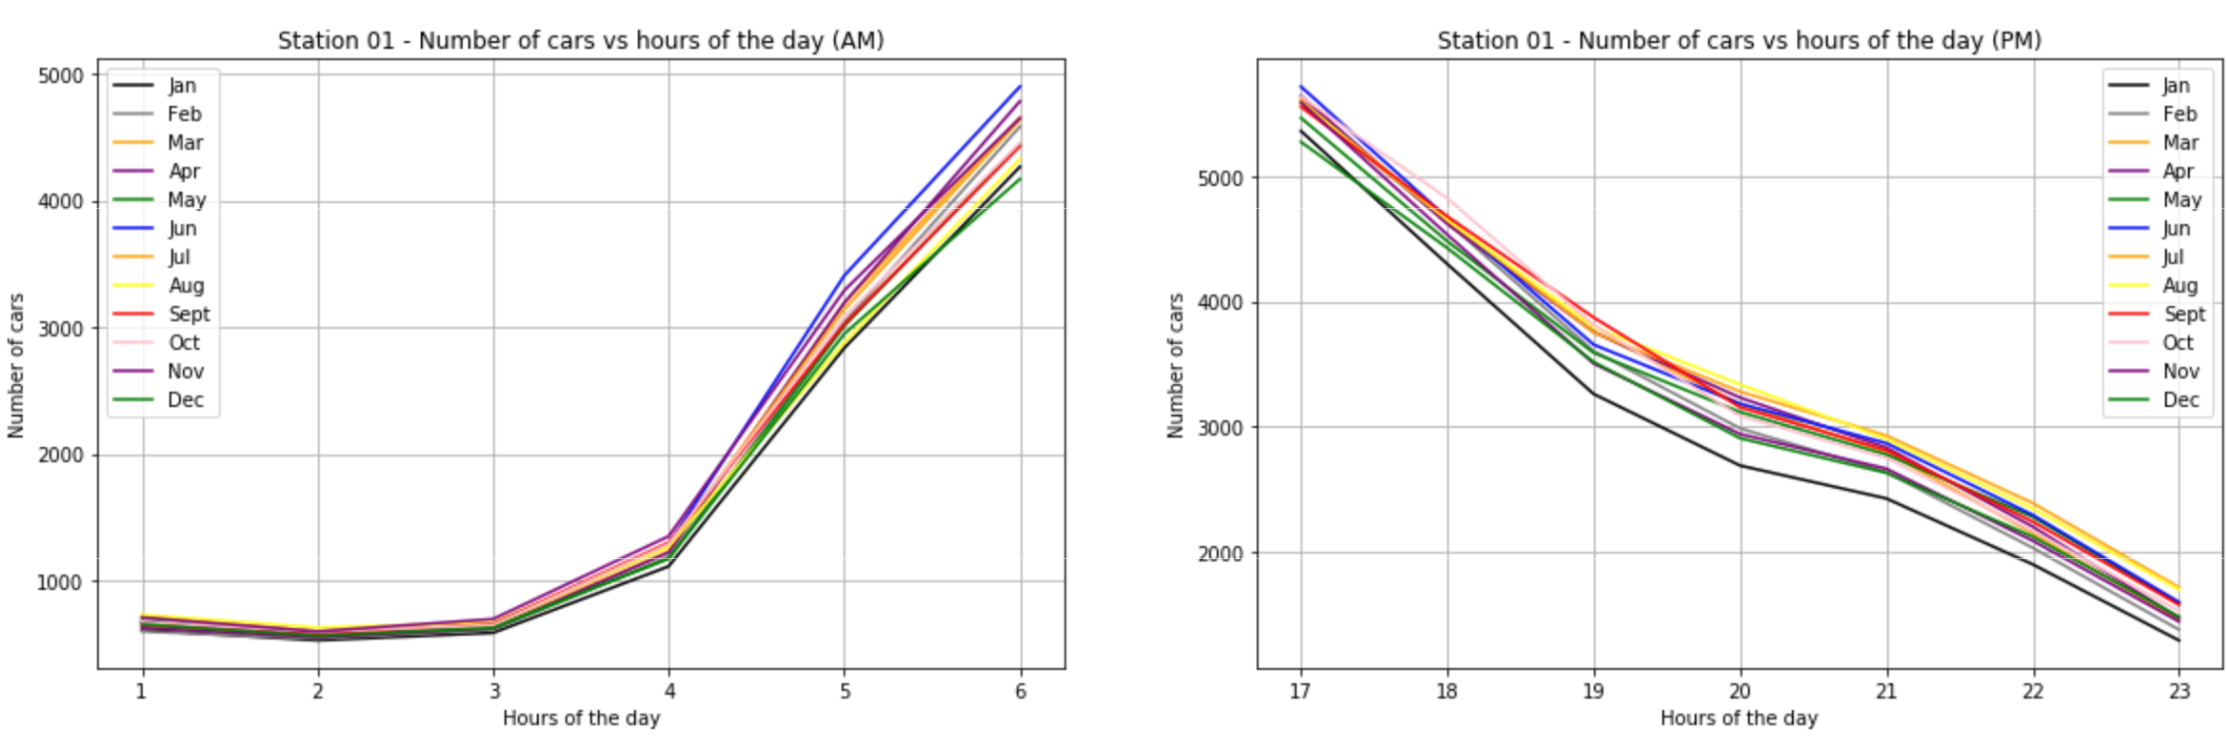 Station 01 - Number of cars vs hours of the day (AM)
Number of cars
5000
4000
3000
2000
1000
Jan
Feb
Mar
Apr
May
Jun
Jul
Aug
Sept
Oct
Nov
Dec
1 2 3 4 5 6
Hours of the day
Station 01 - Number of cars vs hours of the day (PM)
Number of cars
5000
4000
3000
2000
Jan
Feb
Mar
Apr
May
Jun
Jul
Aug
Sept
Oct
Nov
Dec
17 18 19 20 21 22 23
Hours of the day